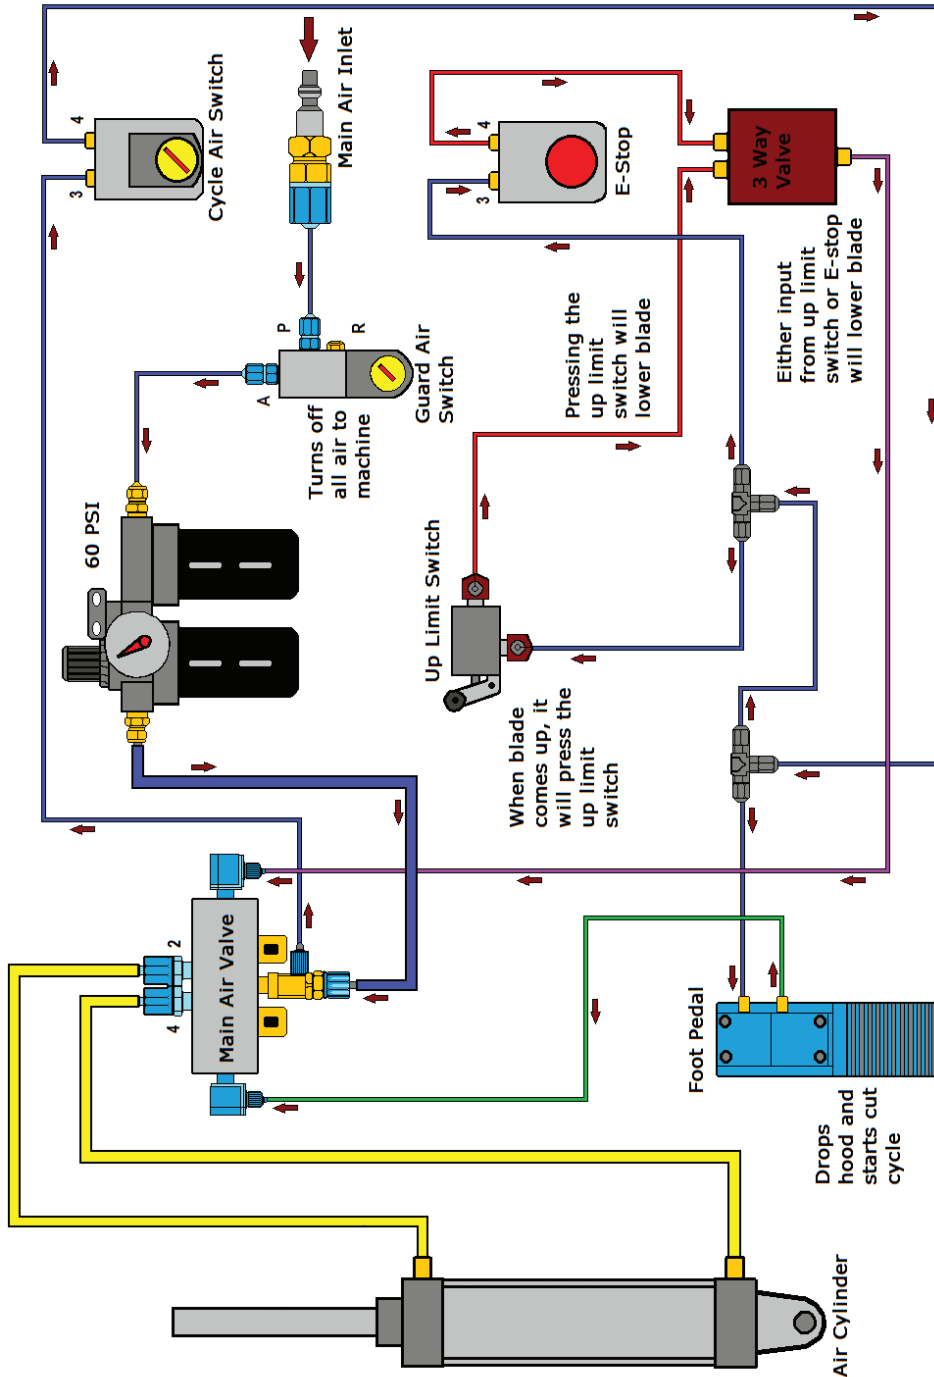 3
4
60 PSI
4
2
Cycle Air Switch
Main Air Valve
A
P
R
Main Air Inlet
Turns off
all air to
machine
Guard Air
Switch
Up Limit Switch
3
4
When blade
comes up, it
will press the
up limit
switch
Pressing the
up limit
switch will
lower blade
E-Stop
Foot Pedal
3 Way
Valve
Either input
from up limit
switch or E-stop
will lower blade
Drops
hood and
starts cut
cycle
Air Cylinder